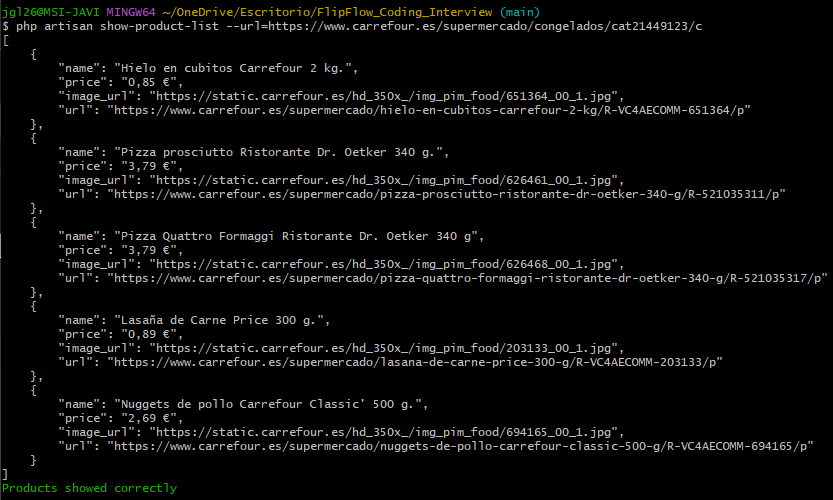 jgl26@MSI-JAVI MINGW64 ~/OneDrive/Escritorio/FlipFlow_Coding_Interview (main)
$ php artisan show-product-list --url=https://www.carrefour.es/supermercado/congelados/cat21449123/c
[
    {
        "name": "Hielo en cubitos Carrefour 2 kg.",
        "price": "0,85 €",
        "image_url": "https://static.carrefour.es/hd_350x_/img_pim_food/651364_00_1.jpg",
        "url": "https://www.carrefour.es/supermercado/hielo-en-cubitos-carrefour-2-kg/R-VC4AECOMM-651364/p"
    },
    {
        "name": "Pizza prosciutto Ristorante Dr. Oetker 340 g.",
        "price": "3,79 €",
        "image_url": "https://static.carrefour.es/hd_350x_/img_pim_food/626461_00_1.jpg",
        "url": "https://www.carrefour.es/supermercado/pizza-prosciutto-ristorante-dr-oetker-340-g/R-521035311/p"
    },
    {
        "name": "Pizza Quattro Formaggi Ristorante Dr. Oetker 340 g",
        "price": "3,79 €",
        "image_url": "https://static.carrefour.es/hd_350x_/img_pim_food/626468_00_1.jpg",
        "url": "https://www.carrefour.es/supermercado/pizza-quattro-formaggi-ristorante-dr-oetker-340-g/R-521035317/p"
    },
    {
        "name": "Lasaña de Carne Price 300 g.",
        "price": "0,89 €",
        "image_url": "https://static.carrefour.es/hd_350x_/img_pim_food/203133_00_1.jpg",
        "url": "https://www.carrefour.es/supermercado/lasana-de-carne-price-300-g/R-VC4AECOMM-203133/p"
    },
    {
        "name": "Nuggets de pollo Carrefour Classic' 500 g.",
        "price": "2,69 €",
        "image_url": "https://static.carrefour.es/hd_350x_/img_pim_food/694165_00_1.jpg",
        "url": "https://www.carrefour.es/supermercado/nuggets-de-pollo-carrefour-classic-500-g/R-VC4AECOMM-694165/p"
    }
]
Products showed correctly